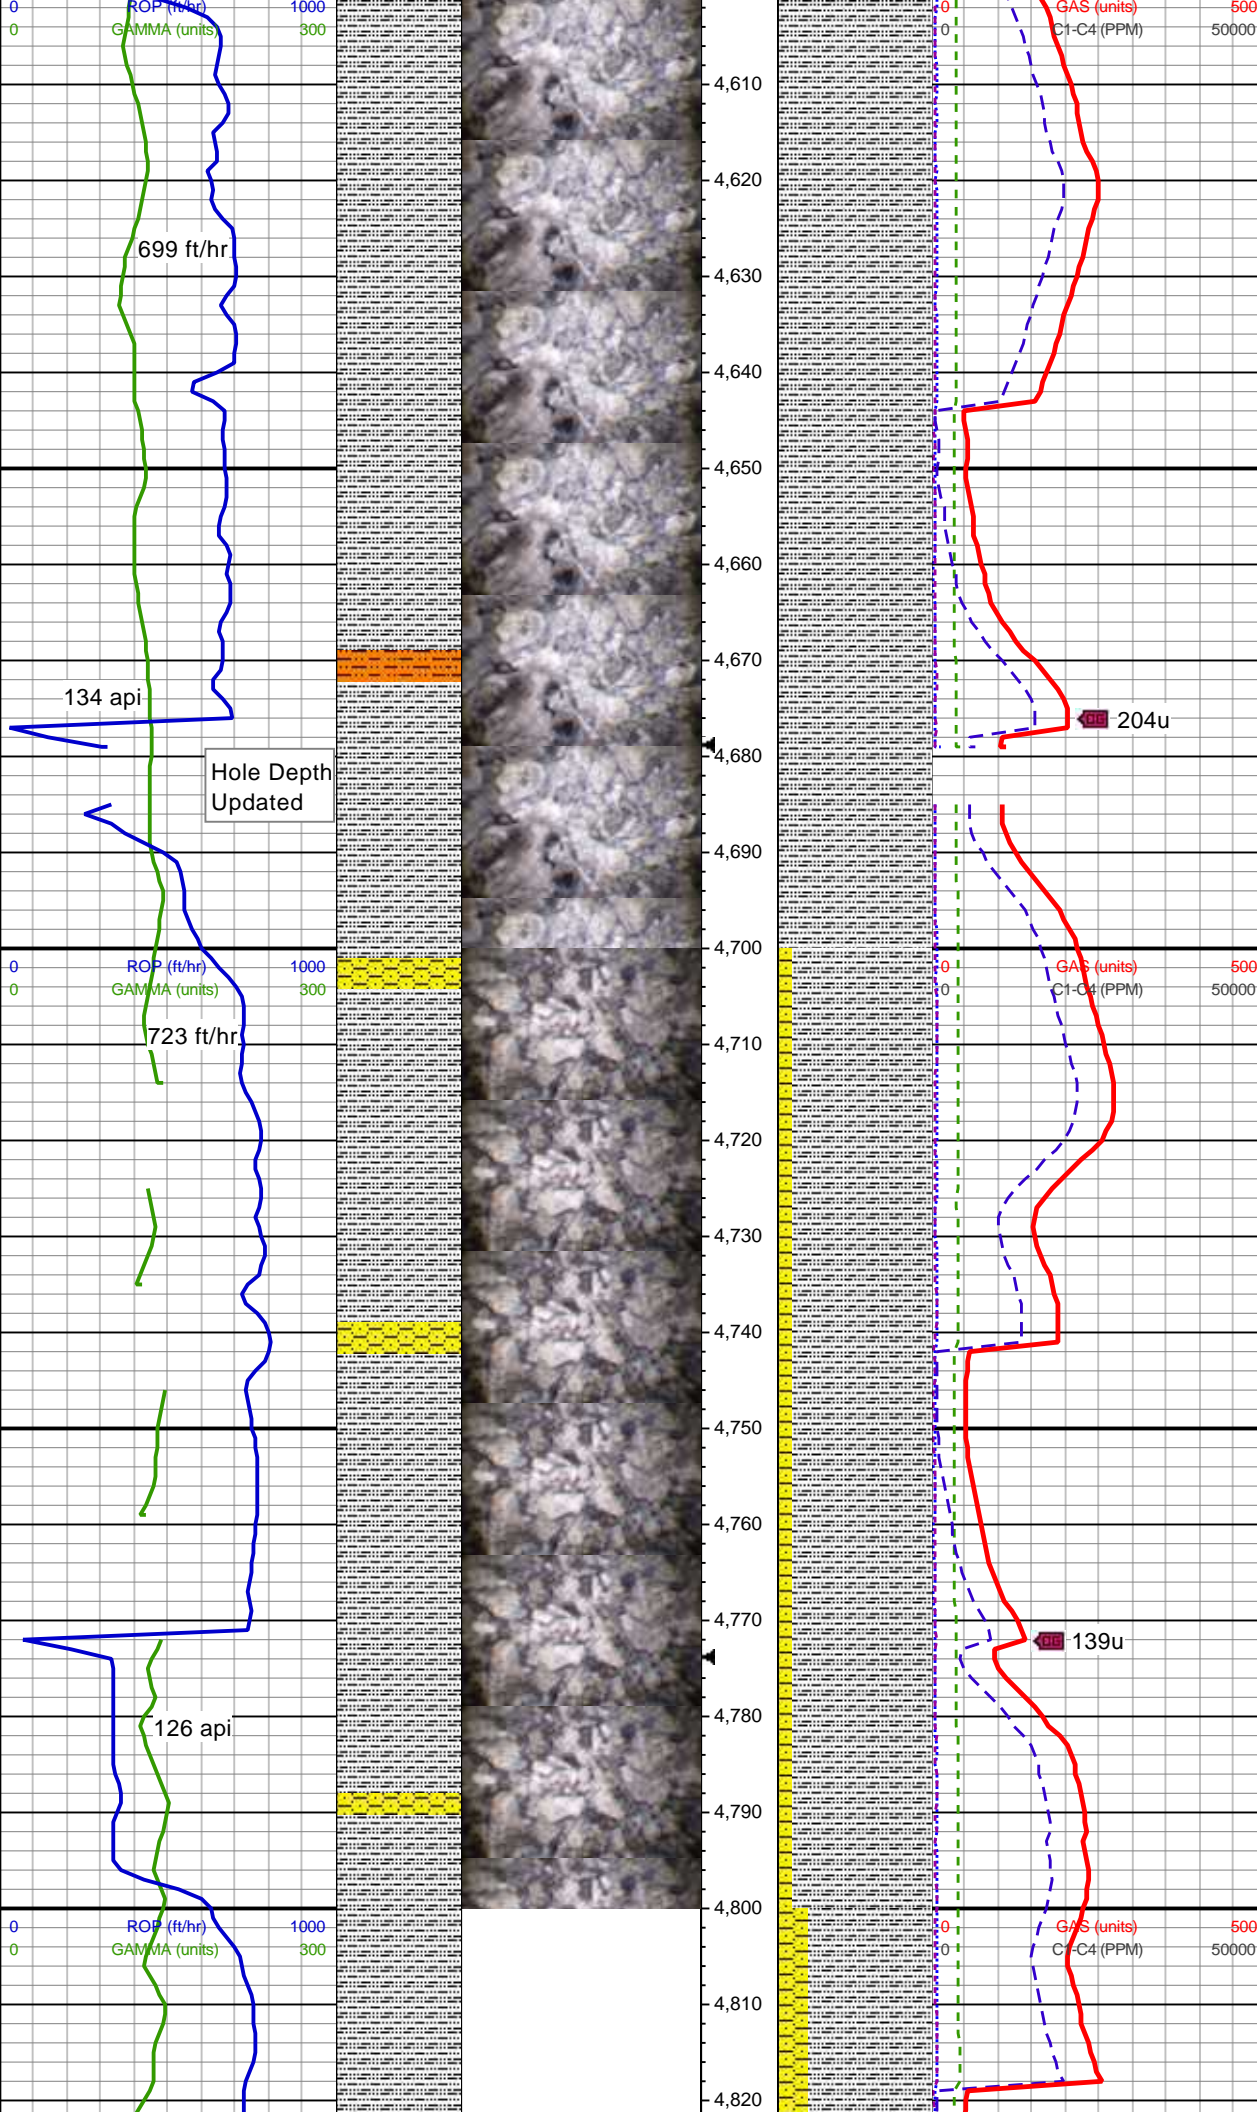 0 ROP (ft/hr) 1000 0 GAS (units) 500
0 GAMMA (units) 300 0 C1-C4 (PPM) 50000
4,610
4,620
699 ft/hr
4,630
4,640
4,650
4,660
4,670
134 api
CG 204u
4,680
Hole Depth
Updated
4,690
4,700
0 ROP (ft/hr) 1000 0 GAS (units) 500
0 GAMMA (units) 300 0 C1-C4 (PPM) 50000
723 ft/hr
4,710
4,720
4,730
4,740
4,750
4,760
4,770
CG 139u
4,780
126 api
4,790
4,800
0 ROP (ft/hr) 1000 0 GAS (units) 500
0 GAMMA (units) 300 0 C1-C4 (PPM) 50000
4,810
4,820